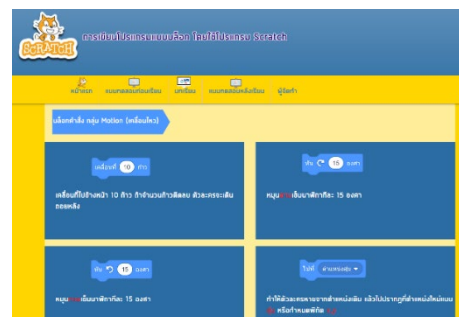 SCRATCH
การเขียนโปรแกรมแบบบล็อก โดยใช้โปรแกรม Scratch
หน้าแรก แบบทดสอบก่อนเรียน บทเรียน แบบทดสอบหลังเรียน ผู้จัดทำ
บล็อกคำสั่ง กลุ่ม Motion (เคลื่อนไหว)
เคลื่อนที่ 10 ก้าว
เคลื่อนที่ไปข้างหน้า 10 ก้าว ถ้าจำนวนก้าวติดลบ ตัวละครจะเดิน
ถอยหลัง
หัน 15 องศา
หมุนตามเข็มนาฬิกาทีละ 15 องศา
หัน 15 องศา
หมุนทวนเข็มนาฬิกาทีละ 15 องศา
ไปที่ ตำแหน่งสุ่ม
ทำให้ตัวละครหายจากตำแหน่งเดิม แล้วไปปรากฏที่ตำแหน่งใหม่แบบ
สุ่ม หรือกำหนดพิกัด